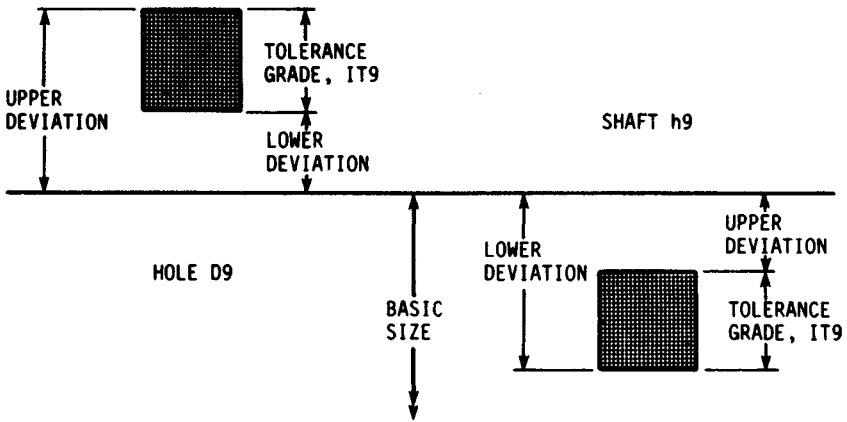 TOLERANCE
GRADE, IT9
UPPER
DEVIATION
LOWER
DEVIATION
SHAFT h9
HOLE D9
BASIC
SIZE
LOWER
DEVIATION
UPPER
DEVIATION
TOLERANCE
GRADE, IT9